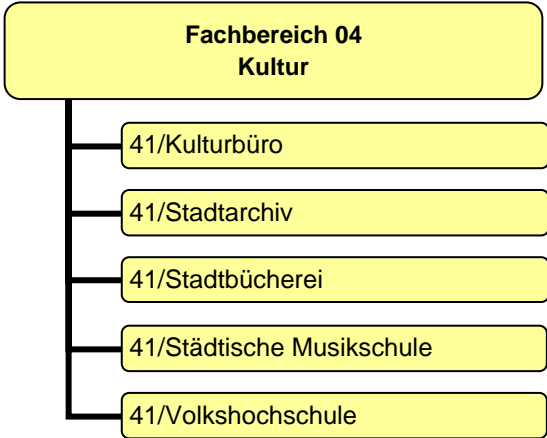 Fachbereich 04
Kultur
41/Kulturbüro
41/Stadtarchiv
41/Stadtbücherei
41/Städtische Musikschule
41/Volkshochschule